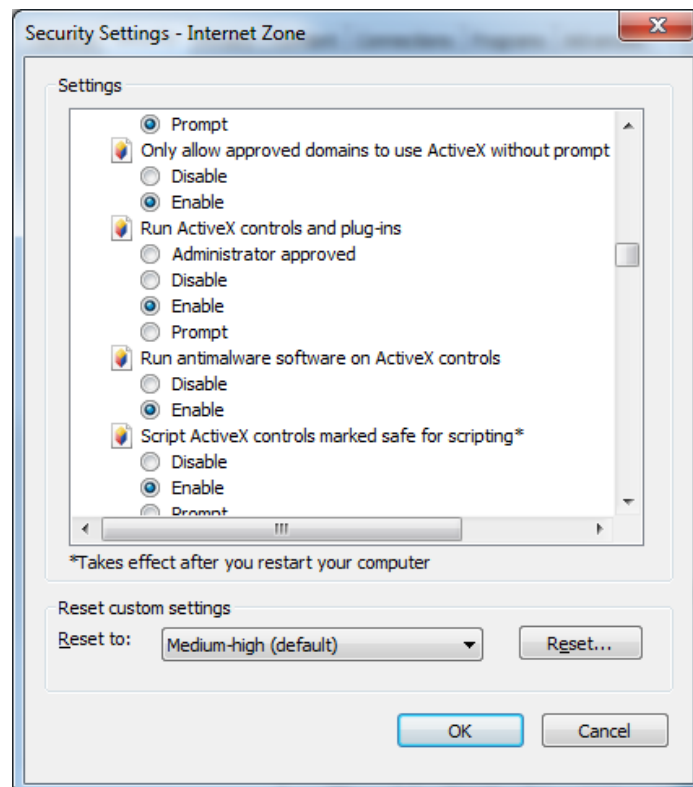 Security Settings - Internet Zone
Settings
Prompt
Only allow approved domains to use ActiveX without prompt
Disable
Enable
Run ActiveX controls and plug-ins
Administrator approved
Disable
Enable
Prompt
Run antimalware software on ActiveX controls
Disable
Enable
Script ActiveX controls marked safe for scripting*
Disable
Enable
Prompt
*Takes effect after you restart your computer
Reset custom settings
Reset to:
Medium-high (default)
Reset...
OK
Cancel